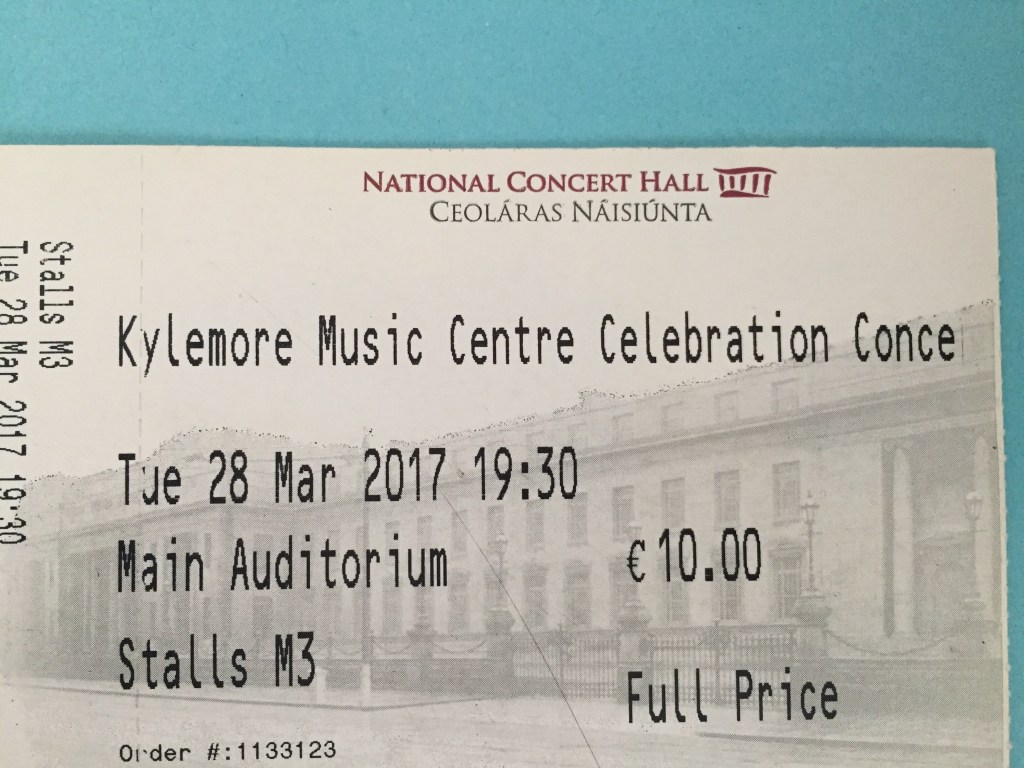 NATIONAL CONCERT HALL
CEOLÁRAS NÁISIÚNTA
Stalls M3
Tue 28 Mar 2017 19:30
Kylemore Music Centre Celebration Conce
Tue 28 Mar 2017 19:30
Main Auditorium
€10.00
Stalls M3
Full Price
Order #:1133123